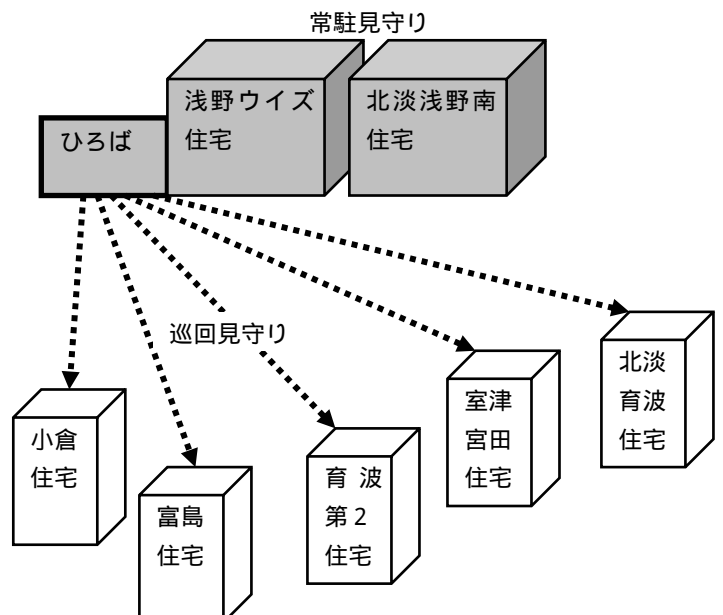 常駐見守り
浅野ウイズ
住宅
北淡浅野南
住宅
ひろば
巡回見守り
小倉
住宅
富島
住宅
育波
第2
住宅
室津
宮田
住宅
北淡
育波
住宅